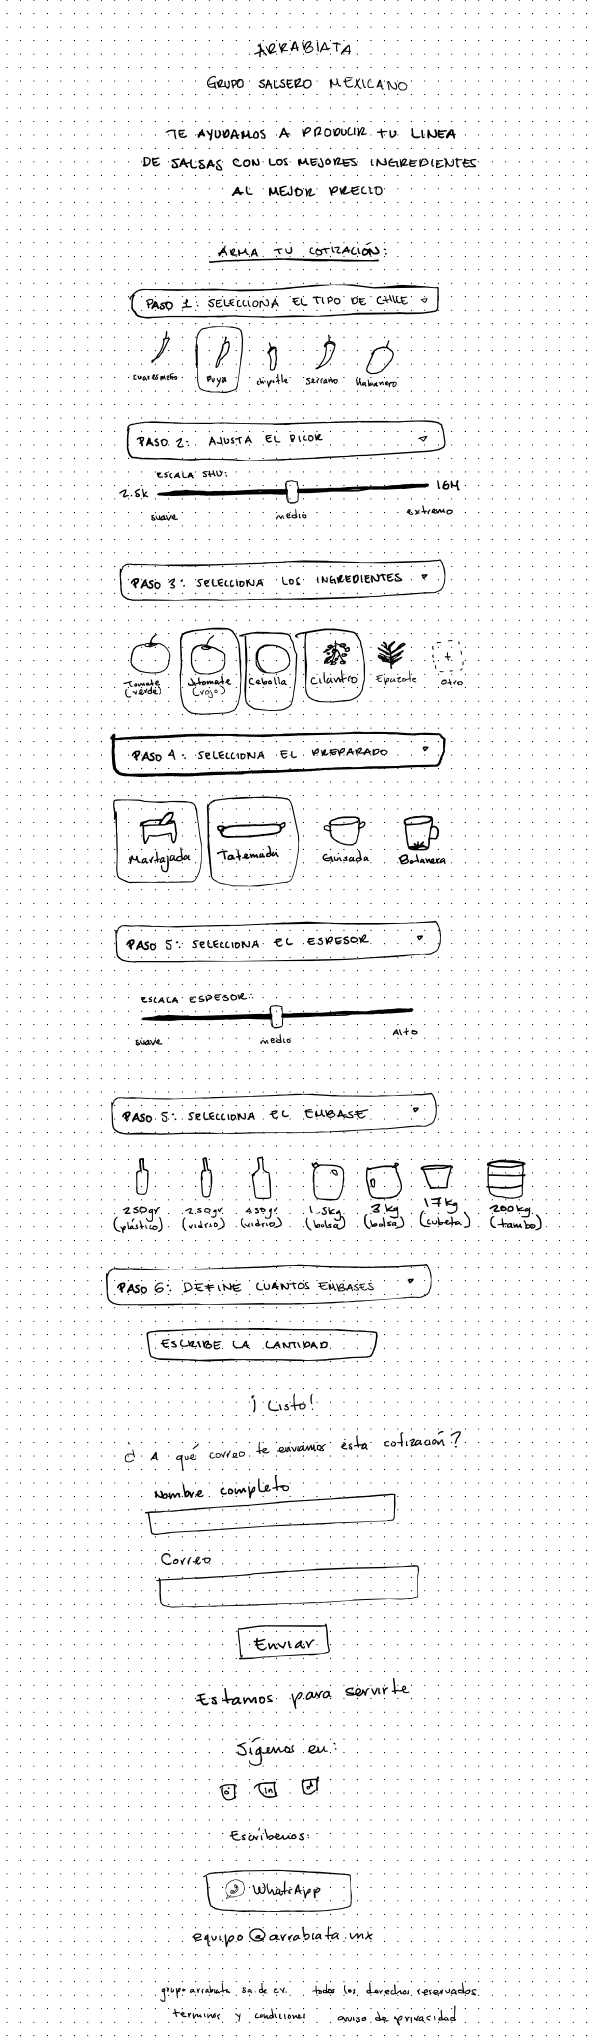 ARRABIATA
GRUPO SALSERO MEXICANO
TE AYUDAMOS A PRODUCIR TU LINEA
DE SALSAS CON LOS MEJORES INGREDIENTES
AL MEJOR PRECIO
ARMA TU COTIZACIÓN:
PASO 1: SELECCIONA EL TIPO DE CHILE
cuaresmeño Puya chipotle serrano Habanero
PASO 2: AJUSTA EL PICOR
ESCALA SHU:
2.5K 16M
suave medio extremo
PASO 3: SELECCIONA LOS INGREDIENTES
+
Tomate (verde) Jitomate (rojo) Cebolla Cilantro Epazote Otro
PASO 4: SELECCIONA EL PREPARADO
Martajada Tatemada Guisada Botanera
PASO 5: SELECCIONA EL ESPESOR
ESCALA ESPESOR:
suave medio Alto
PASO 5: SELECCIONA EL EMBASE
250gr 250gr 450gr 1.5kg 3kg 17kg 200kg
(plástico) (vidrio) (vidrio) (bolsa) (bolsa) (cubeta) (tambo)
PASO 6: DEFINE CUANTOS EMBASES
ESCRIBE LA CANTIDAD
¡Listo!
¿A qué correo te enviamos esta cotización?
Nombre completo
Correo
Enviar
Estamos para servirte
Sígenos en:
in
Escríbenos:
WhatsApp
equipo@arrabiata.mx
grupo arrabiata sa. de cv. todos los derechos reservados
terminos y condiciones aviso de privacidad